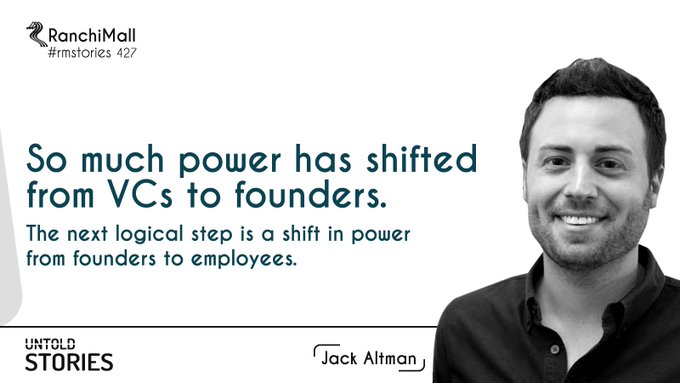 RanchiMall
#rmstories 427
So much power has shifted
from VCs to founders.
The next logical step is a shift in power
from founders to employees.
UNTOLD
STORIES
Jack Altman